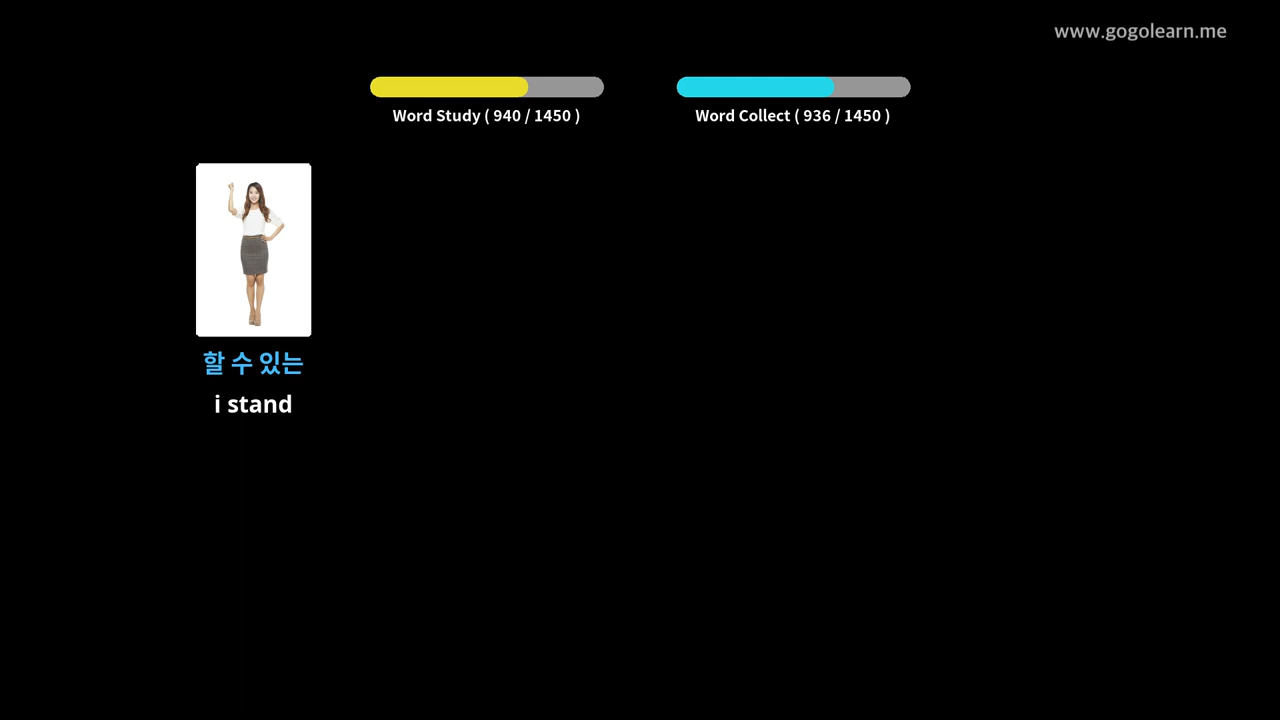 www.gogolearn.me
Word Study ( 940 / 1450 )
Word Collect ( 936 / 1450 )
할 수 있는
i stand